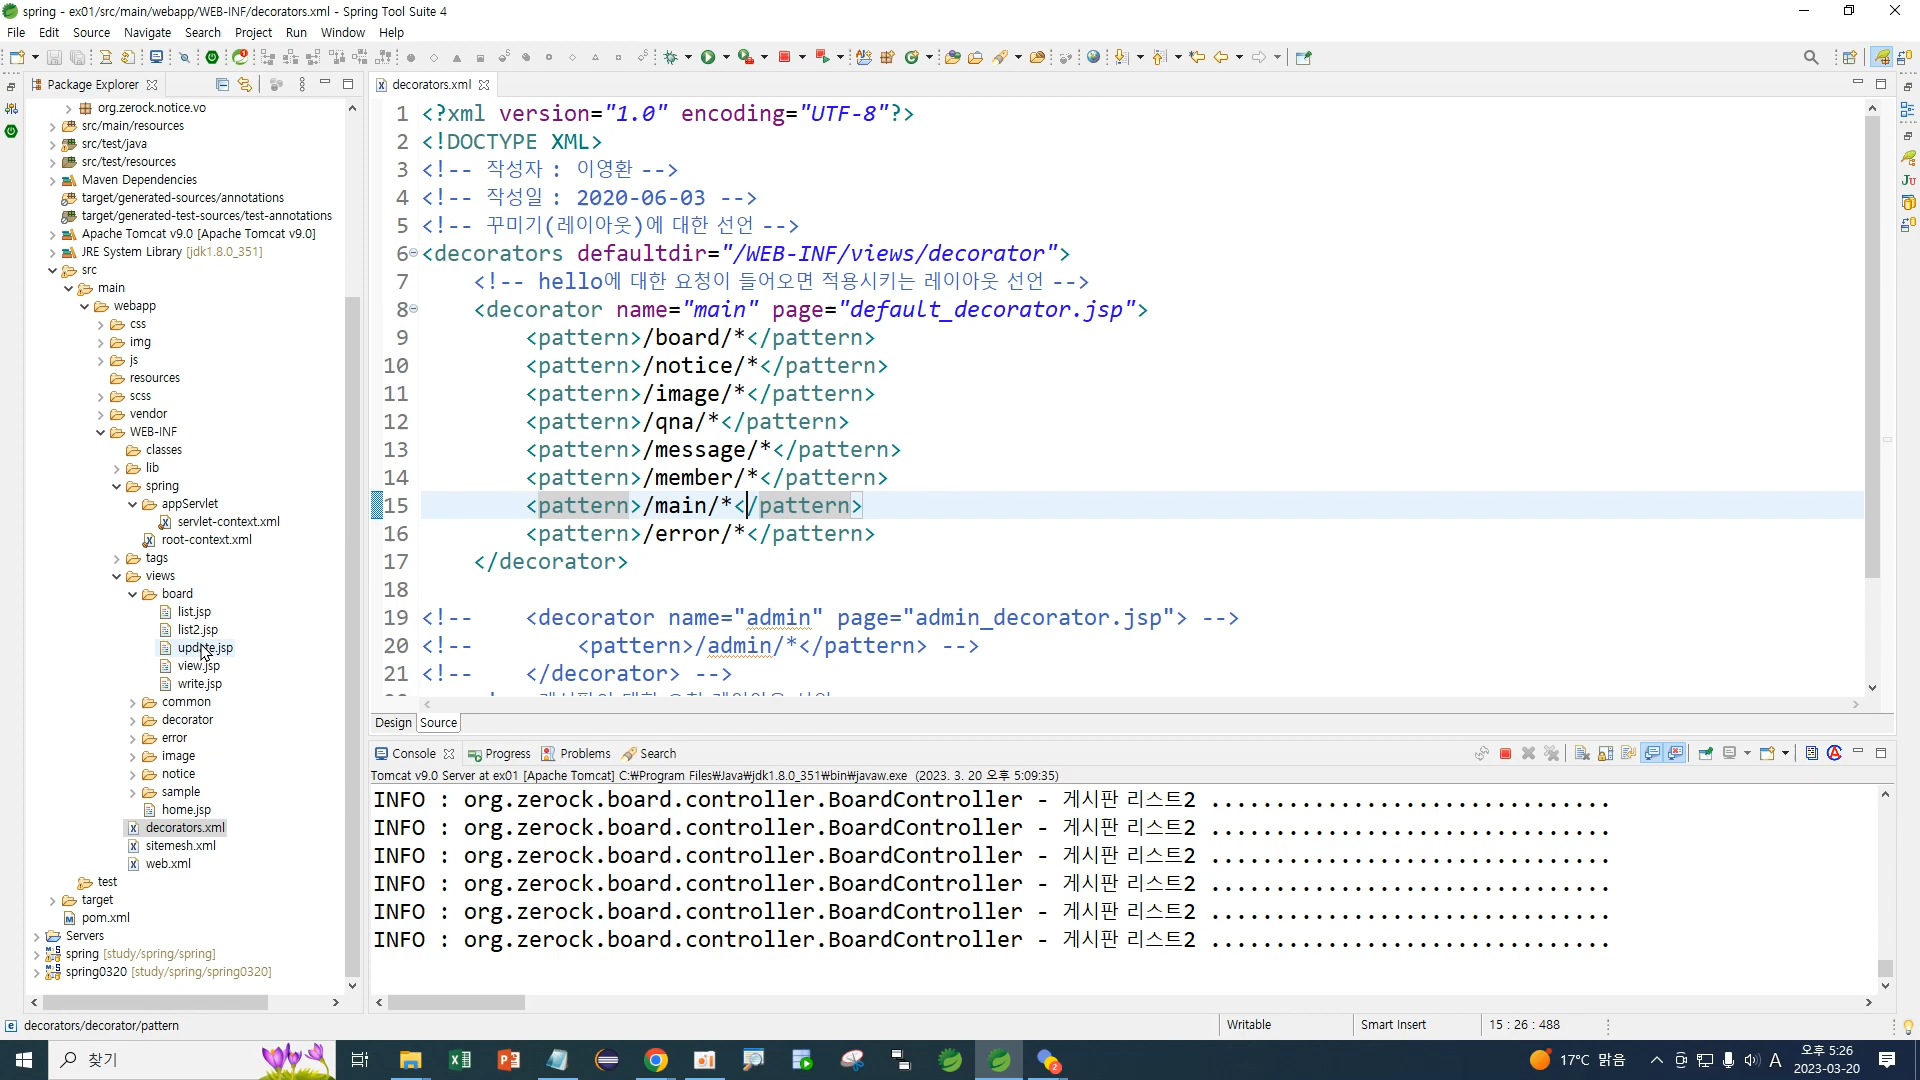 spring - ex01/src/main/webapp/WEB-INF/decorators.xml - Spring Tool Suite 4
File Edit Source Navigate Search Project Run Window Help
Package Explorer
org.zerock.notice.vo
src/main/resources
src/test/java
src/test/resources
Maven Dependencies
target/generated-sources/annotations
target/generated-test-sources/test-annotations
Apache Tomcat v9.0 [Apache Tomcat v9.0]
JRE System Library [jdk1.8.0_351]
src
main
webapp
css
img
js
resources
scss
vendor
WEB-INF
classes
lib
spring
appServlet
servlet-context.xml
root-context.xml
tags
views
board
list.jsp
list2.jsp
update.jsp
view.jsp
write.jsp
common
decorator
error
image
notice
sample
home.jsp
decorators.xml
sitemesh.xml
web.xml
test
target
pom.xml
Servers
spring [study/spring/spring]
spring0320 [study/spring/spring0320]
decorators.xml
1 <?xml version="1.0" encoding="UTF-8"?>
2 <!DOCTYPE XML>
3 <!-- 작성자 : 이영환 -->
4 <!-- 작성일 : 2020-06-03 -->
5 <!-- 꾸미기(레이아웃)에 대한 선언 -->
6 <decorators defaultdir="/WEB-INF/views/decorator">
7 <!-- hello에 대한 요청이 들어오면 적용시키는 레이아웃 선언 -->
8 <decorator name="main" page="default_decorator.jsp">
9 <pattern>/board/*</pattern>
10 <pattern>/notice/*</pattern>
11 <pattern>/image/*</pattern>
12 <pattern>/qna/*</pattern>
13 <pattern>/message/*</pattern>
14 <pattern>/member/*</pattern>
15 <pattern>/main/*</pattern>
16 <pattern>/error/*</pattern>
17 </decorator>
18
19 <!-- <decorator name="admin" page="admin_decorator.jsp"> -->
20 <!-- <pattern>/admin/*</pattern> -->
21 <!-- </decorator> -->
Design Source
Console Progress Problems Search
Tomcat v9.0 Server at ex01 [Apache Tomcat] C:₩Program Files₩Java₩jdk1.8.0_351₩bin₩javaw.exe (2023. 3. 20 오후 5:09:35)
INFO : org.zerock.board.controller.BoardController - 게시판 리스트2 ................................
INFO : org.zerock.board.controller.BoardController - 게시판 리스트2 ................................
INFO : org.zerock.board.controller.BoardController - 게시판 리스트2 ................................
INFO : org.zerock.board.controller.BoardController - 게시판 리스트2 ................................
INFO : org.zerock.board.controller.BoardController - 게시판 리스트2 ................................
INFO : org.zerock.board.controller.BoardController - 게시판 리스트2 ................................
decorators/decorator/pattern
Writable
Smart Insert
15 : 26 : 488
찾기
17°C 맑음
A
오후 5:26
2023-03-20